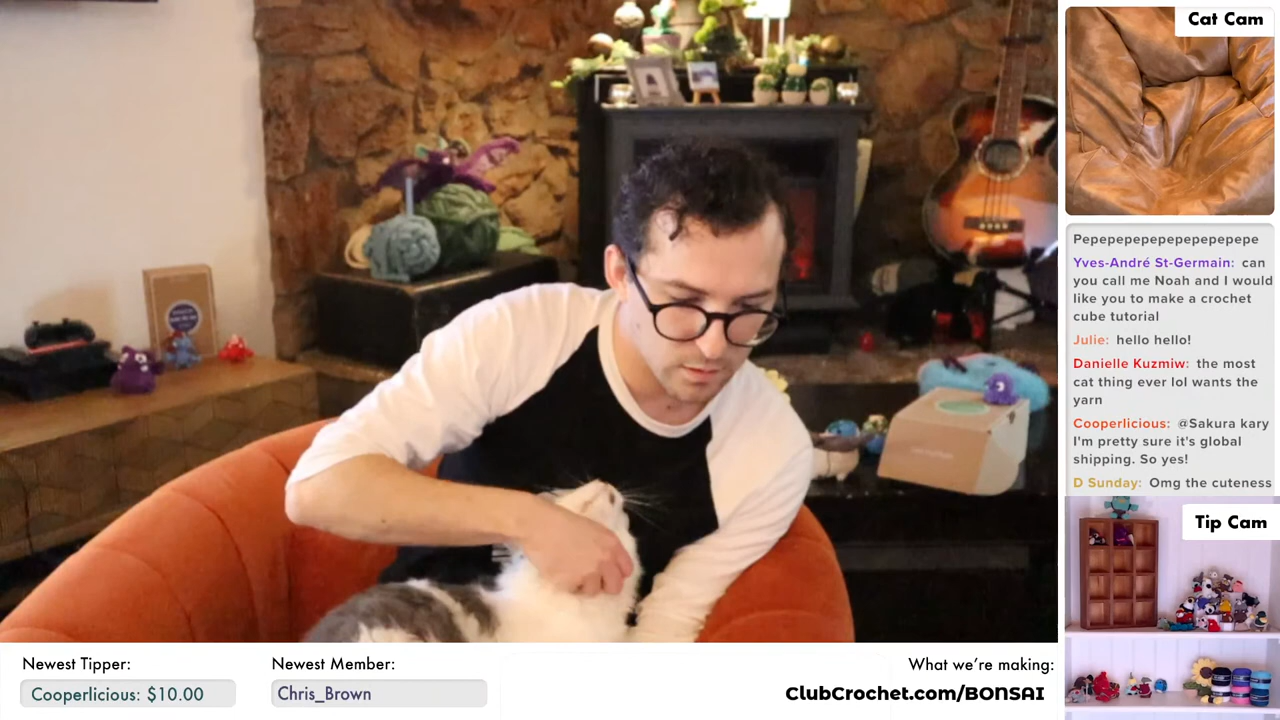 Cat Cam
Pepepepepepepepepepe
Yves-André St-Germain: can
you call me Noah and I would
like you to make a crochet
cube tutorial
Julie: hello hello!
Danielle Kuzmiw: the most
cat thing ever lol wants the
yarn
Cooperlicious: @Sakura kary
I'm pretty sure it's global
shipping. So yes!
D Sunday: Omg the cuteness
Tip Cam
Newest Tipper:
Cooperlicious: $10.00
Newest Member:
Chris_Brown
What we're making:
ClubCrochet.com/BONSAI